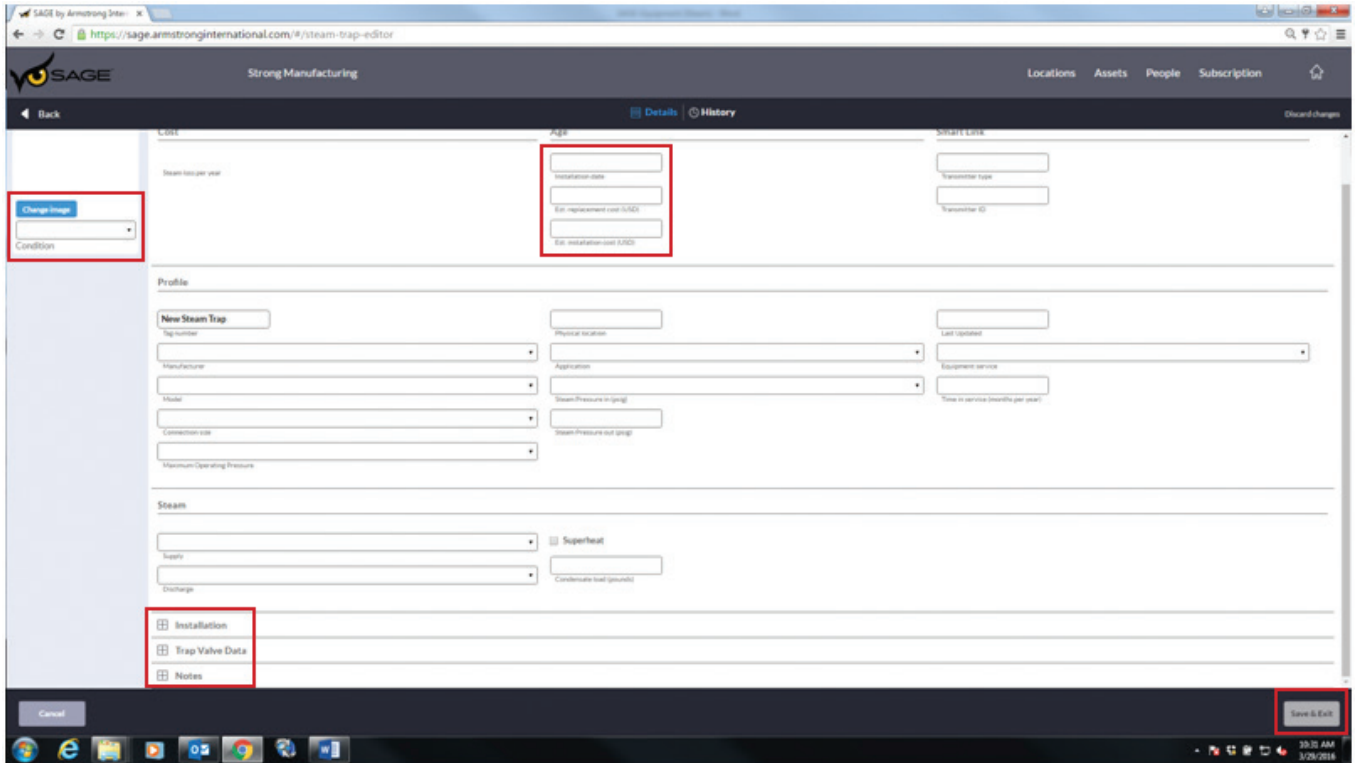 SAGE by Armstrong Inter
https://sage.armstronginternational.com/#/steam-trap-editor
SAGE
Strong Manufacturing
Locations Assets People Subscription
Back
Details
History
Discard changes
Cost
Age
Smart Link
Steam loss per year
Installation date
Transmitter type
Est. replacement cost (USD)
Transmitter ID
Est. installation cost (USD)
Change image
Condition
Profile
New Steam Trap
Tag number
Physical location
Last Updated
Manufacturer
Application
Equipment service
Model
Steam Pressure in (psig)
Time in service (months per year)
Connection size
Steam Pressure out (psig)
Maximum Operating Pressure
Steam
Superheat
Supply
Condensate load (pounds)
Discharge
Installation
Trap Valve Data
Notes
Cancel
Save & Exit
10:31 AM
3/29/2016